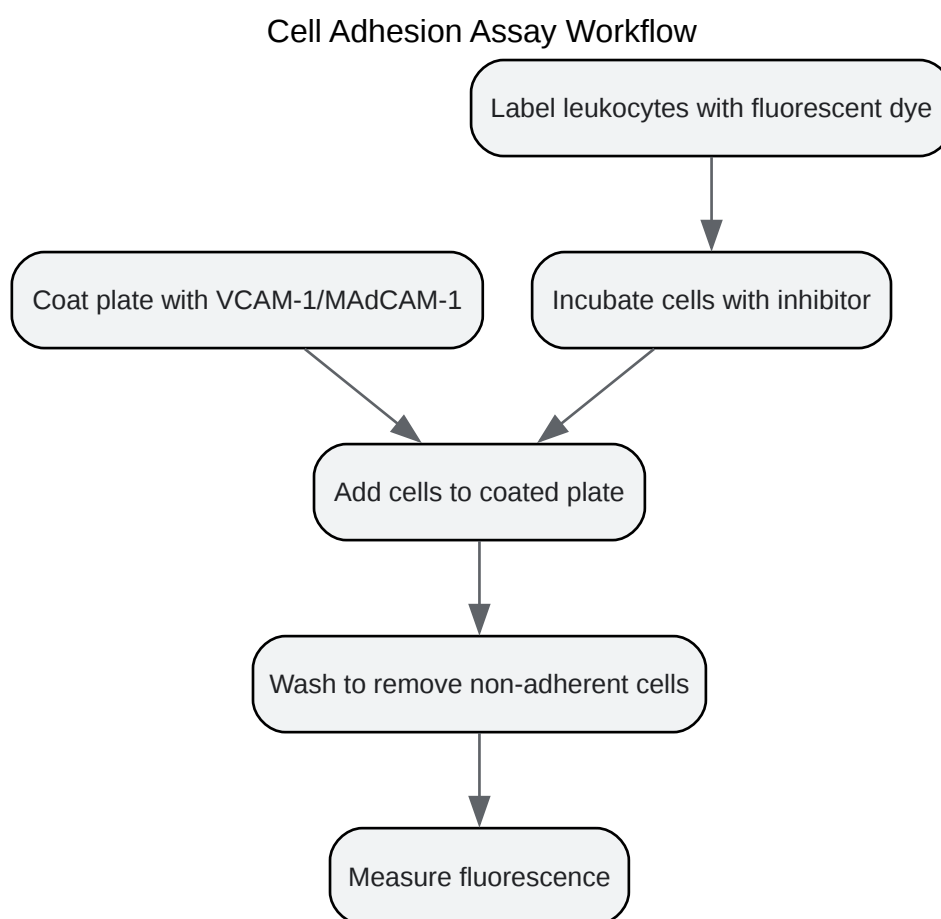 Cell Adhesion Assay Workflow
Label leukocytes with fluorescent dye
Coat plate with VCAM-1/MAdCAM-1
Incubate cells with inhibitor
Add cells to coated plate
Wash to remove non-adherent cells
Measure fluorescence